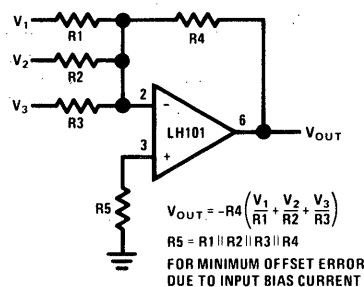 V1
R1
R4
V2
R2
V3
R3
2
LH101
6
VOUT
3
R5
VOUT = -R4 (V1/R1 + V2/R2 + V3/R3)
R5 = R1 || R2 || R3 || R4
FOR MINIMUM OFFSET ERROR
DUE TO INPUT BIAS CURRENT